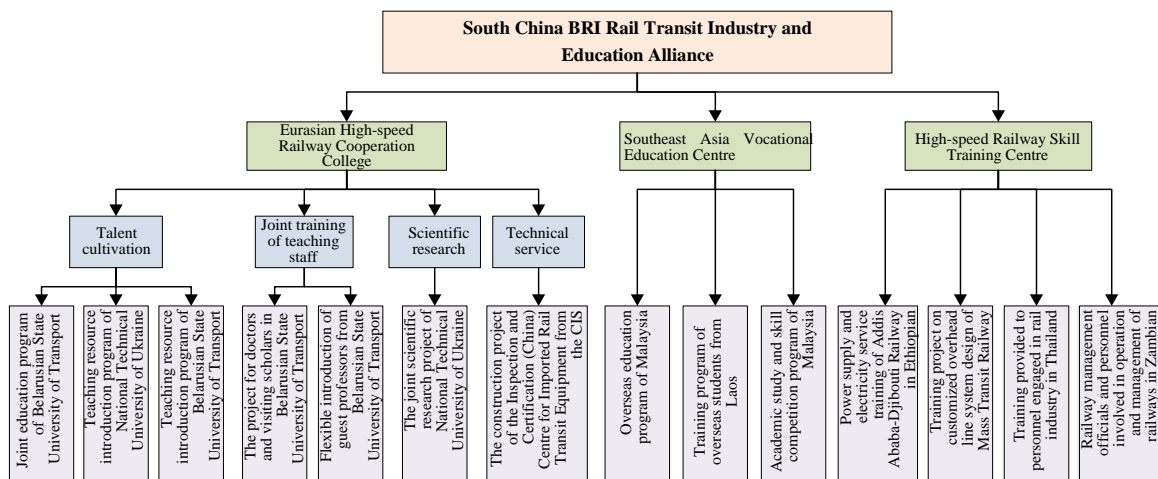 South China BRI Rail Transit Industry and
Education Alliance
Eurasian High-speed
Railway Cooperation
College
Southeast Asia Vocational
Education Centre
High-speed Railway Skill
Training Centre
Talent
cultivation
Joint training
of teaching
staff
Scientific
research
Technical
service
Joint education program
of Belarusian State
University of Transport
Teaching resource
introduction program of
National Technical
University of Ukraine
Teaching resource
introduction program of
Belarusian State
University of Transport
The project for doctors
and visiting scholars in
Belarusian State
University of Transport
Flexible introduction of
guest professors from
Belarusian State
University of Transport
The joint scientific
research project of
National Technical
University of Ukraine
The construction project
of the Inspection and
Certification (China)
Centre for Imported Rail
Transit Equipment from
the CIS
Overseas education
program of Malaysia
Training program of
overseas students from
Laos
Academic study and skill
competition program of
Malaysia
Power supply and
electricity service
training of Addis
Ababa-Djibouti Railway
in Ethiopian
Training project on
customized overhead
line system design of
Mass Transit Railway
Training provided to
personnel engaged in rail
industry in Thailand
Railway management
officials and personnel
involved in operation
and management of
railways in Zambian